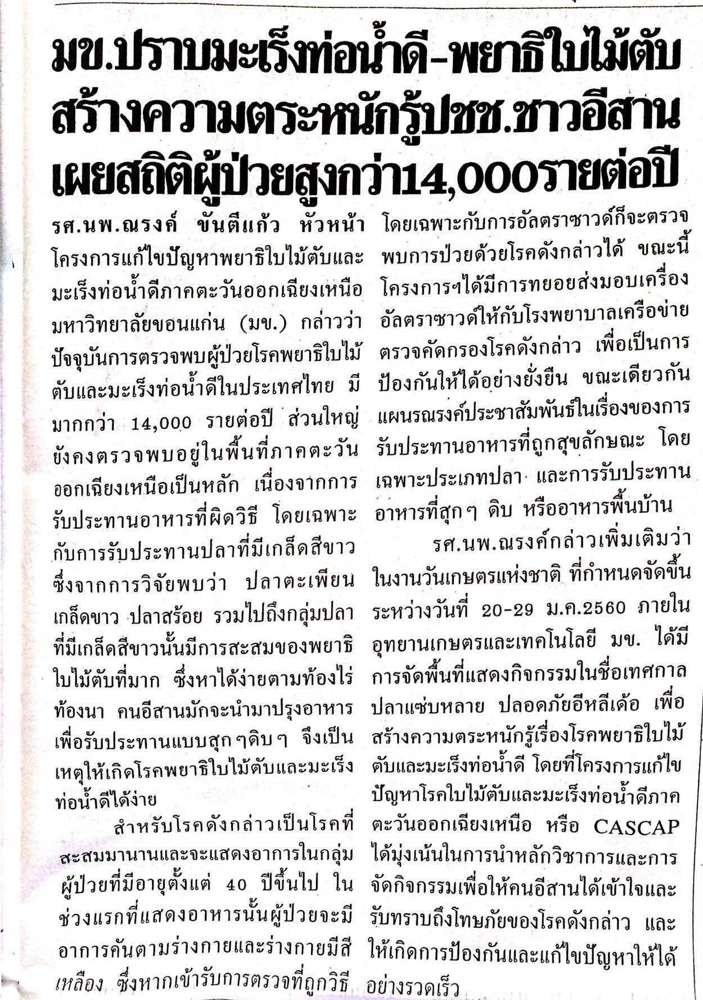 มข.ปราบมะเร็งท่อน้ำดี-พยาธิใบไม้ตับ
สร้างความตระหนักรู้ปชช.ชาวอีสาน
เผยสถิติผู้ป่วยสูงกว่า14,000รายต่อปี
รศ.นพ.ณรงค์ ขันตีแก้ว หัวหน้า
โครงการแก้ไขปัญหาพยาธิใบไม้ตับและ
มะเร็งท่อน้ำดีภาคตะวันออกเฉียงเหนือ
มหาวิทยาลัยขอนแก่น (มข.) กล่าวว่า
ปัจจุบันการตรวจพบผู้ป่วยโรคพยาธิใบไม้
ตับและมะเร็งท่อน้ำดีในประเทศไทย มี
มากกว่า 14,000 รายต่อปี ส่วนใหญ่
ยังคงตรวจพบอยู่ในพื้นที่ภาคตะวัน
ออกเฉียงเหนือเป็นหลัก เนื่องจากการ
รับประทานอาหารที่ผิดวิธี โดยเฉพาะ
กับการรับประทานปลาที่มีเกล็ดสีขาว
ซึ่งจากการวิจัยพบว่า ปลาตะเพียน
เกล็ดขาว ปลาสร้อย รวมไปถึงกลุ่มปลา
ที่มีเกล็ดสีขาวนั้นมีการสะสมของพยาธิ
ใบไม้ตับที่มาก ซึ่งหาได้ง่ายตามท้องไร่
ท้องนา คนอีสานมักจะนำมาปรุงอาหาร
เพื่อรับประทานแบบสุกๆดิบๆ จึงเป็น
เหตุให้เกิดโรคพยาธิใบไม้ตับและมะเร็ง
ท่อน้ำดีได้ง่าย
สำหรับโรคดังกล่าวเป็นโรคที่
สะสมมานานและจะแสดงอาการในกลุ่ม
ผู้ป่วยที่มีอายุตั้งแต่ 40 ปีขึ้นไป ใน
ช่วงแรกที่แสดงอาหารนั้นผู้ป่วยจะมี
อาการคันตามร่างกายและร่างกายมีสี
เหลือง ซึ่งหากเข้ารับการตรวจที่ถูกวิธี
โดยเฉพาะกับการอัลตราซาวด์ก็จะตรวจ
พบการป่วยด้วยโรคดังกล่าวได้ ขณะนี้
โครงการฯได้มีการทยอยส่งมอบเครื่อง
อัลตราซาวด์ให้กับโรงพยาบาลเครือข่าย
ตรวจคัดกรองโรคดังกล่าว เพื่อเป็นการ
ป้องกันให้ได้อย่างยั่งยืน ขณะเดียวกัน
แผนรณรงค์ประชาสัมพันธ์ในเรื่องของการ
รับประทานอาหารที่ถูกสุขลักษณะ โดย
เฉพาะประเภทปลา และการรับประทาน
อาหารที่สุกๆ ดิบ หรืออาหารพื้นบ้าน
รศ.นพ.ณรงค์กล่าวเพิ่มเติมว่า
ในงานวันเกษตรแห่งชาติ ที่กำหนดจัดขึ้น
ระหว่างวันที่ 20-29 ม.ค.2560 ภายใน
อุทยานเกษตรและเทคโนโลยี มข. ได้มี
การจัดพื้นที่แสดงกิจกรรมในชื่อเทศกาล
ปลาแซ่บหลาย ปลอดภัยอีหลีเด้อ เพื่อ
สร้างความตระหนักรู้เรื่องโรคพยาธิใบไม้
ตับและมะเร็งท่อน้ำดี โดยที่โครงการแก้ไข
ปัญหาโรคใบไม้ตับและมะเร็งท่อน้ำดีภาค
ตะวันออกเฉียงเหนือ หรือ CASCAP
ได้มุ่งเน้นในการนำหลักวิชาการและการ
จัดกิจกรรมเพื่อให้คนอีสานได้เข้าใจและ
รับทราบถึงโทษภัยของโรคดังกล่าว และ
ให้เกิดการป้องกันและแก้ไขปัญหาให้ได้
อย่างรวดเร็ว